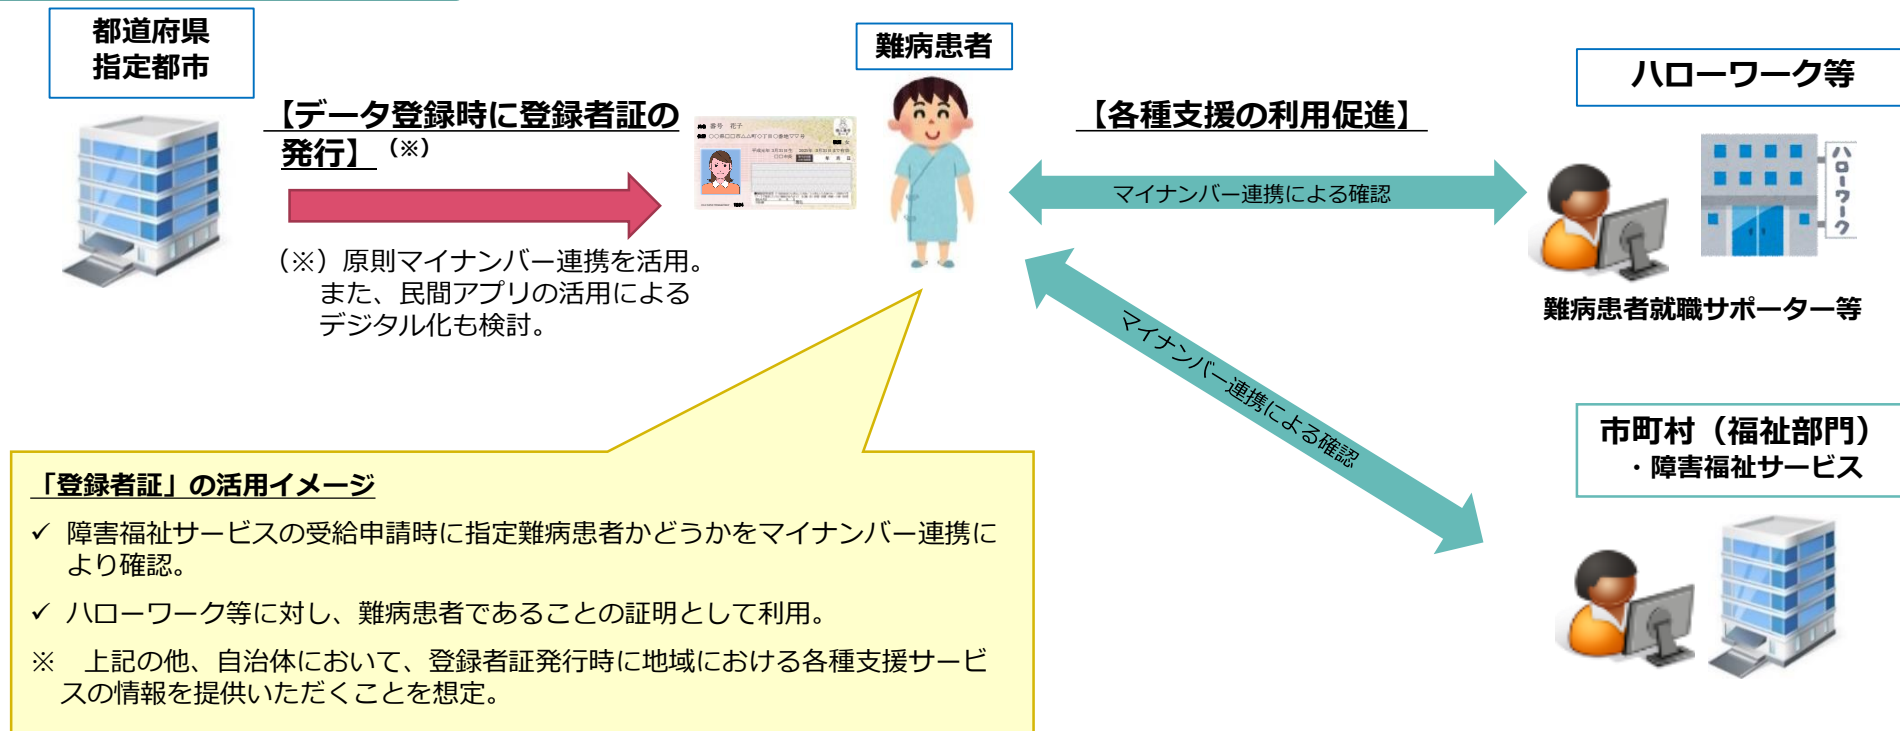 都道府県
指定都市
難病患者
ハローワーク等
【データ登録時に登録者証の
発行】（※）
【各種支援の利用促進】
番号 花子
マイナンバー連携による確認
ハローワーク
（※）原則マイナンバー連携を活用。
また、民間アプリの活用による
デジタル化も検討。
難病患者就職サポーター等
マイナンバー連携による確認
市町村（福祉部門）
・障害福祉サービス
「登録者証」の活用イメージ
✓ 障害福祉サービスの受給申請時に指定難病患者かどうかをマイナンバー連携に
より確認。
✓ ハローワーク等に対し、難病患者であることの証明として利用。
※ 上記の他、自治体において、登録者証発行時に地域における各種支援サービ
スの情報を提供いただくことを想定。